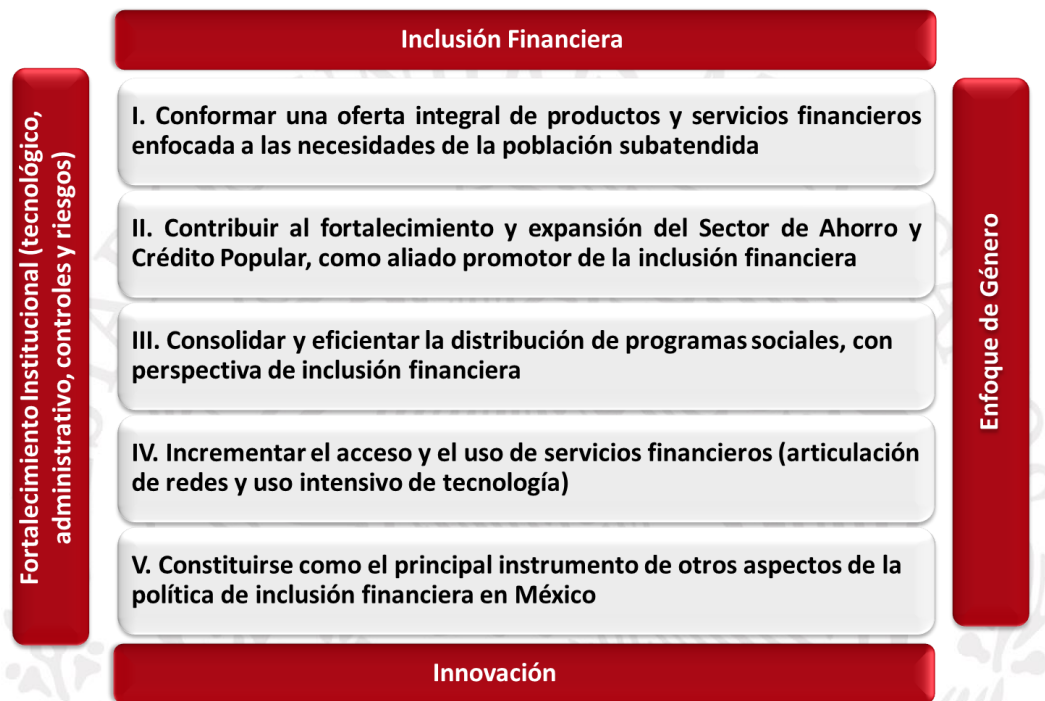 Inclusión Financiera
Fortalecimiento Institucional (tecnológico,
administrativo, controles y riesgos)
I. Conformar una oferta integral de productos y servicios financieros
enfocada a las necesidades de la población subatendida
II. Contribuir al fortalecimiento y expansión del Sector de Ahorro y
Crédito Popular, como aliado promotor de la inclusión financiera
III. Consolidar y eficientar la distribución de programas sociales, con
perspectiva de inclusión financiera
IV. Incrementar el acceso y el uso de servicios financieros (articulación
de redes y uso intensivo de tecnología)
V. Constituirse como el principal instrumento de otros aspectos de la
política de inclusión financiera en México
Enfoque de Género
Innovación